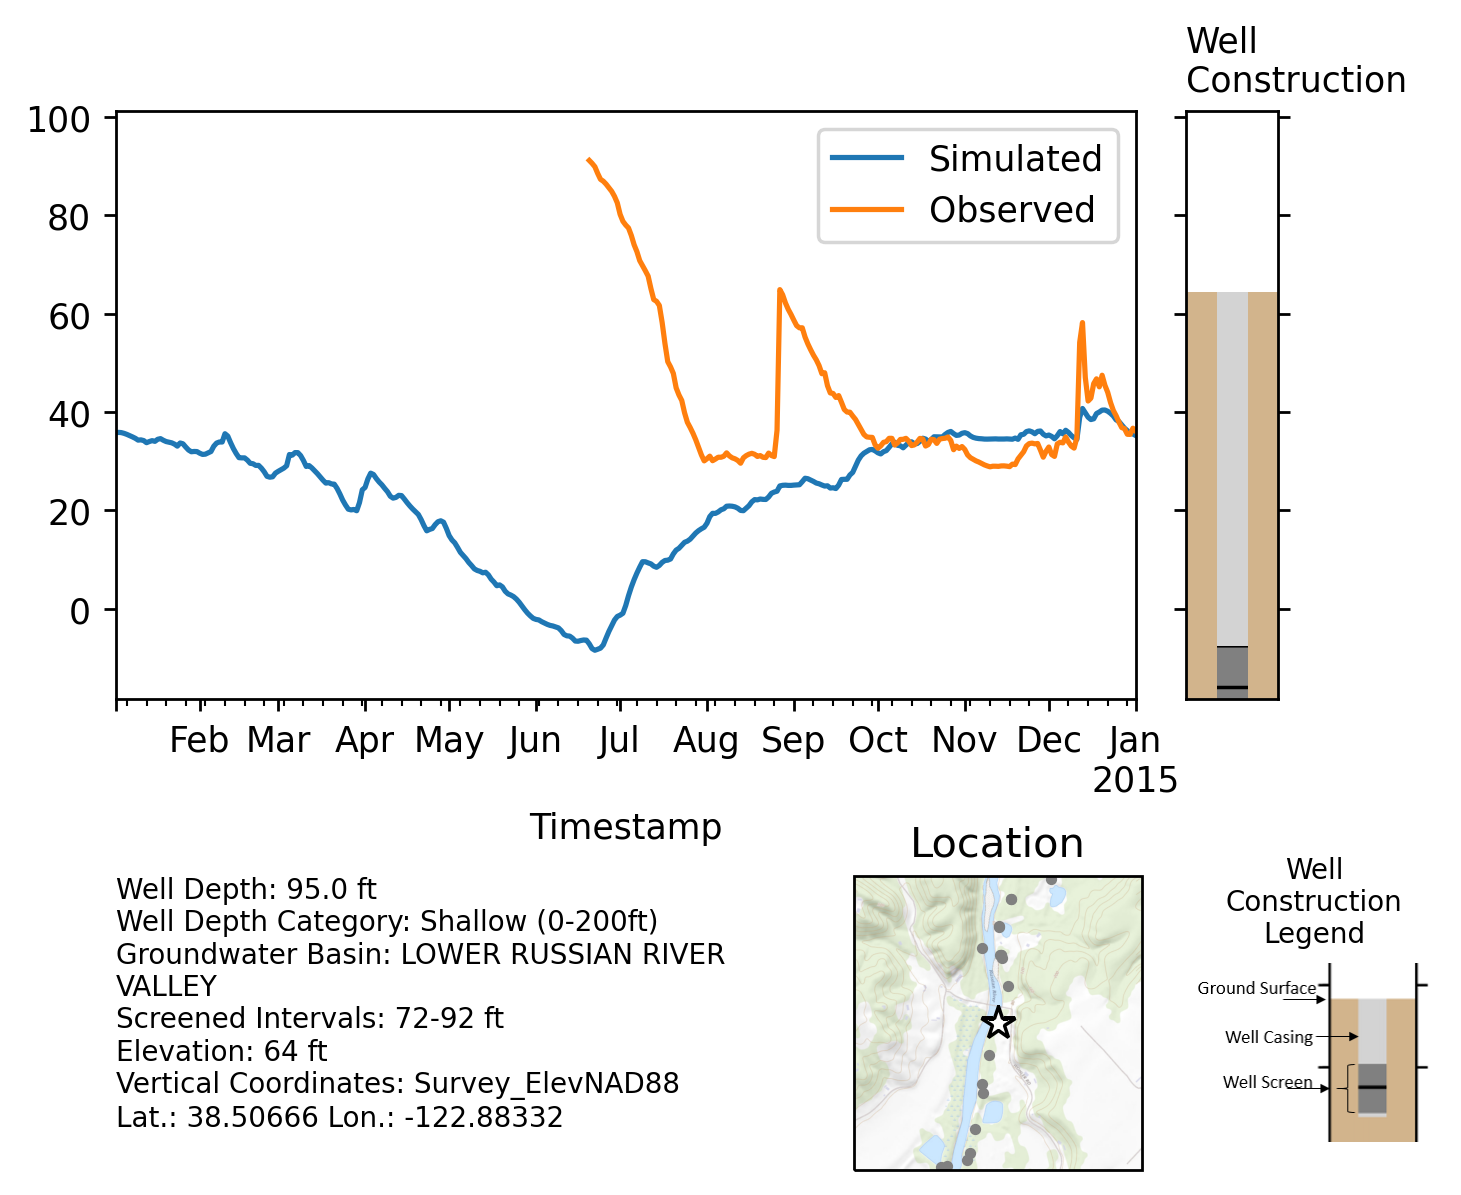 Well
Construction
100
80
60
40
20
0
Simulated
Observed
Feb Mar Apr May Jun Jul Aug Sep Oct Nov Dec Jan
2015
Timestamp
Well Depth: 95.0 ft
Well Depth Category: Shallow (0-200ft)
Groundwater Basin: LOWER RUSSIAN RIVER
VALLEY
Screened Intervals: 72-92 ft
Elevation: 64 ft
Vertical Coordinates: Survey_ElevNAD88
Lat.: 38.50666 Lon.: -122.88332
Location
Well
Construction
Legend
Ground Surface
Well Casing
Well Screen